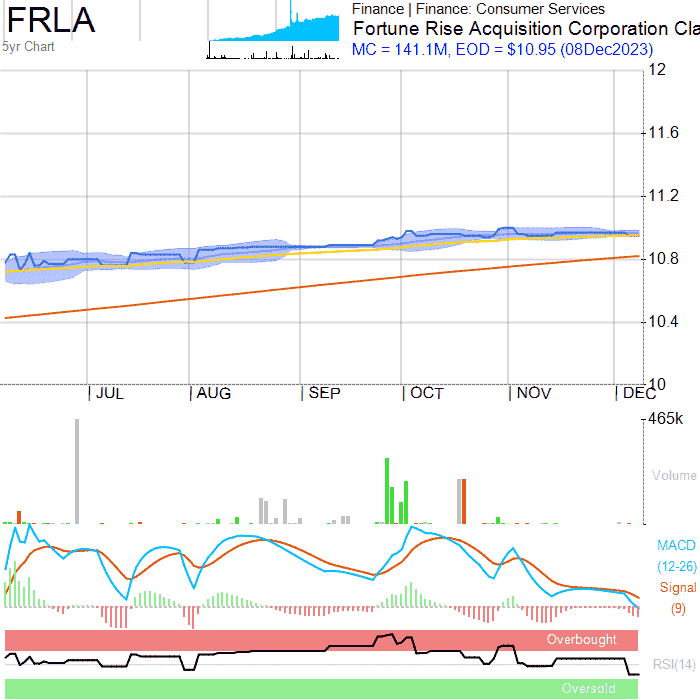 FRLA
5yr Chart
Finance | Finance: Consumer Services
Fortune Rise Acquisition Corporation Cla
MC = 141.1M, EOD = $10.95 (08Dec2023)
12
11.6
11.2
10.8
10.4
10
JUL AUG SEP OCT NOV DEC
465k
Volume
MACD
(12-26)
Signal
(9)
Overbought
RSI(14)
Oversold